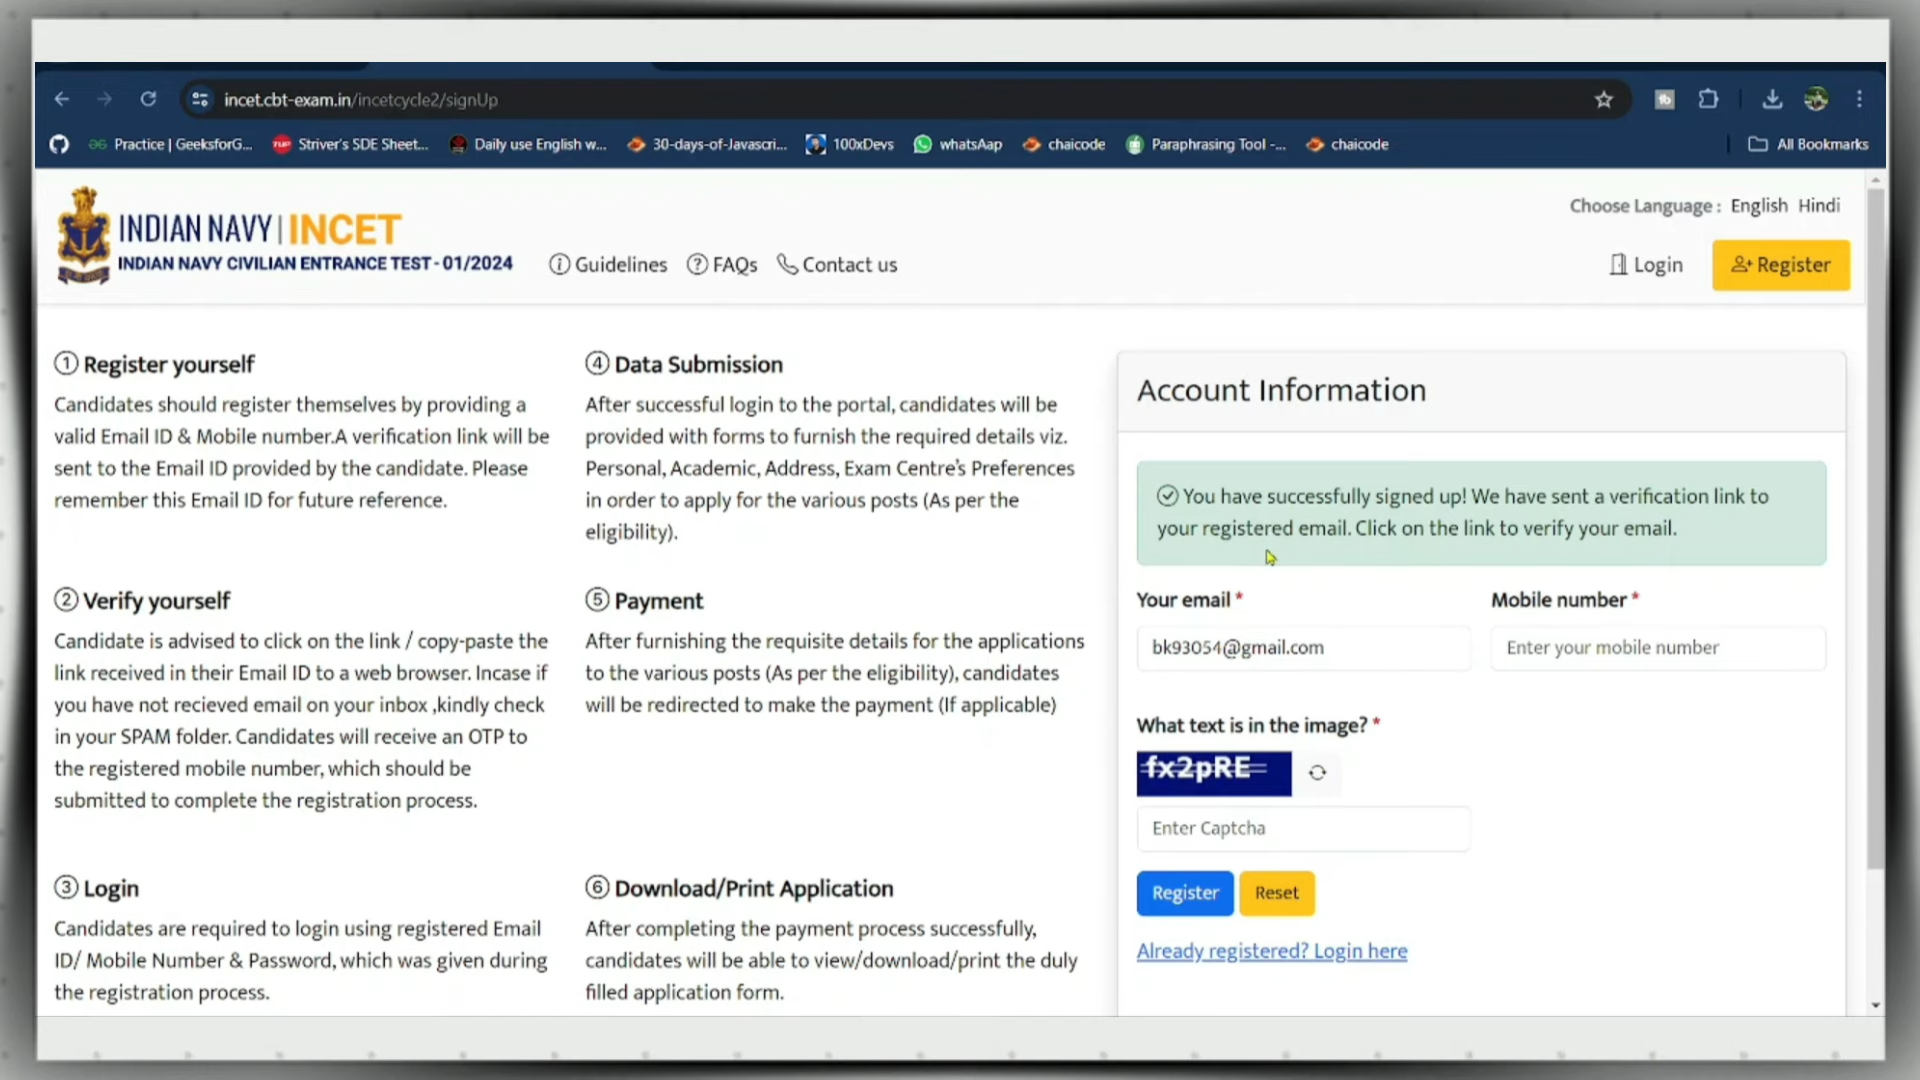 incet.cbt-exam.in/incetcycle2/signUp
Practice | GeeksforG... Striver's SDE Sheet... Daily use English w... 30-days-of-Javascri... 100xDevs whatsAap chaicode Paraphrasing Tool -... chaicode All Bookmarks
Choose Language : English Hindi
INDIAN NAVY | INCET
INDIAN NAVY CIVILIAN ENTRANCE TEST - 01/2024
Guidelines FAQs Contact us
Login Register
1 Register yourself
Candidates should register themselves by providing a
valid Email ID & Mobile number.A verification link will be
sent to the Email ID provided by the candidate. Please
remember this Email ID for future reference.
2 Verify yourself
Candidate is advised to click on the link / copy-paste the
link received in their Email ID to a web browser. Incase if
you have not recieved email on your inbox ,kindly check
in your SPAM folder. Candidates will receive an OTP to
the registered mobile number, which should be
submitted to complete the registration process.
3 Login
Candidates are required to login using registered Email
ID/ Mobile Number & Password, which was given during
the registration process.
4 Data Submission
After successful login to the portal, candidates will be
provided with forms to furnish the required details viz.
Personal, Academic, Address, Exam Centre's Preferences
in order to apply for the various posts (As per the
eligibility).
5 Payment
After furnishing the requisite details for the applications
to the various posts (As per the eligibility), candidates
will be redirected to make the payment (If applicable)
6 Download/Print Application
After completing the payment process successfully,
candidates will be able to view/download/print the duly
filled application form.
Account Information
You have successfully signed up! We have sent a verification link to
your registered email. Click on the link to verify your email.
Your email * Mobile number *
bk93054@gmail.com Enter your mobile number
What text is in the image? *
fx2pRE
Enter Captcha
Register Reset
Already registered? Login here